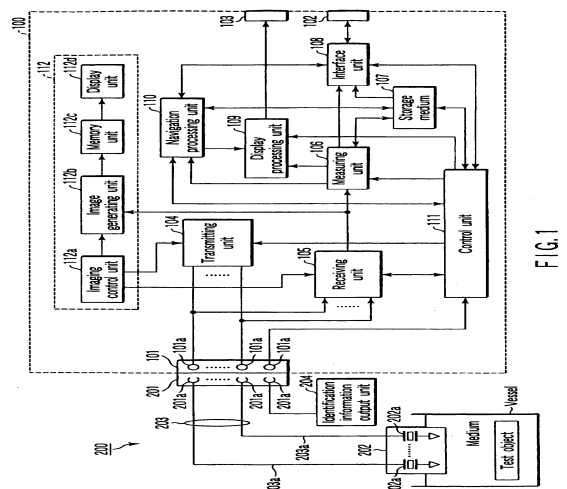 100
112
112a
Imaging
control unit
112b
Image
generating unit
112c
Memory
unit
112d
Display
unit
103
102
110
Navigation
processing unit
109
Display
processing unit
108
Interface
unit
107
Storage
medium
106
Measuring
unit
104
Transmitting
unit
105
Receiving
unit
111
Control unit
101
101a
101a
101a
201
201a
201a
201a
200
203
204
Identification
information
output unit
203a
203a
202
202a
202a
Vessel
Medium
Test object
FIG. 1